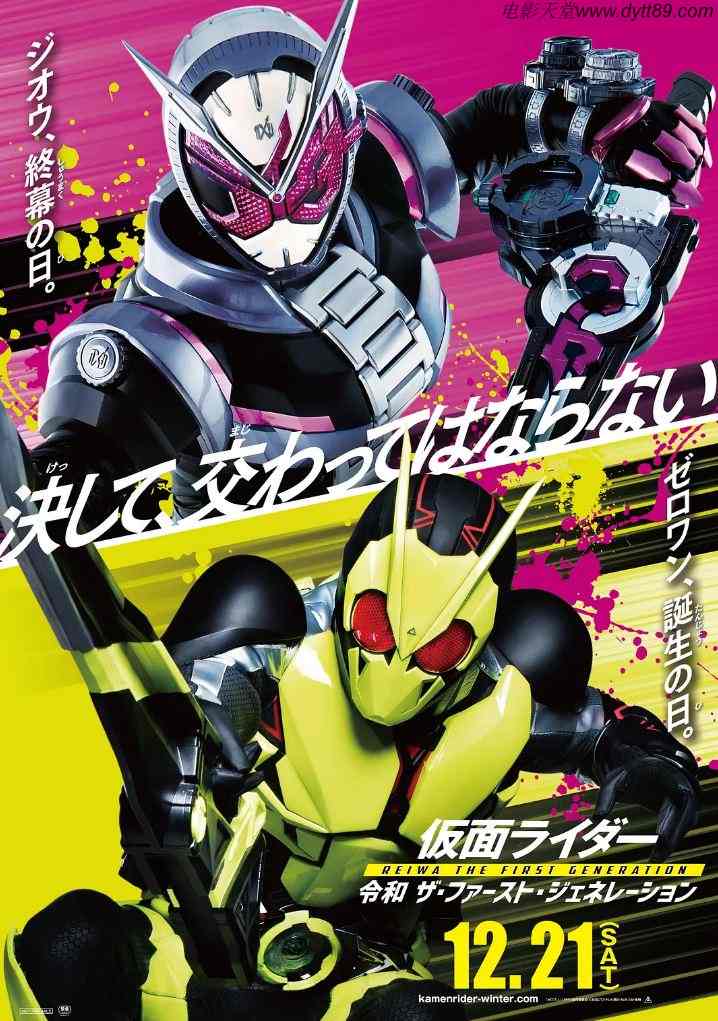 电影天堂www.dytt89.com
ジオウ、終幕の日。
決して、交わってはならない
ゼロワン、誕生の日。
仮面ライダー
REIWA THE FIRST GENERATION
令和 ザ・ファースト・ジェネレーション
12.21(SAT)
kamenrider-winter.com